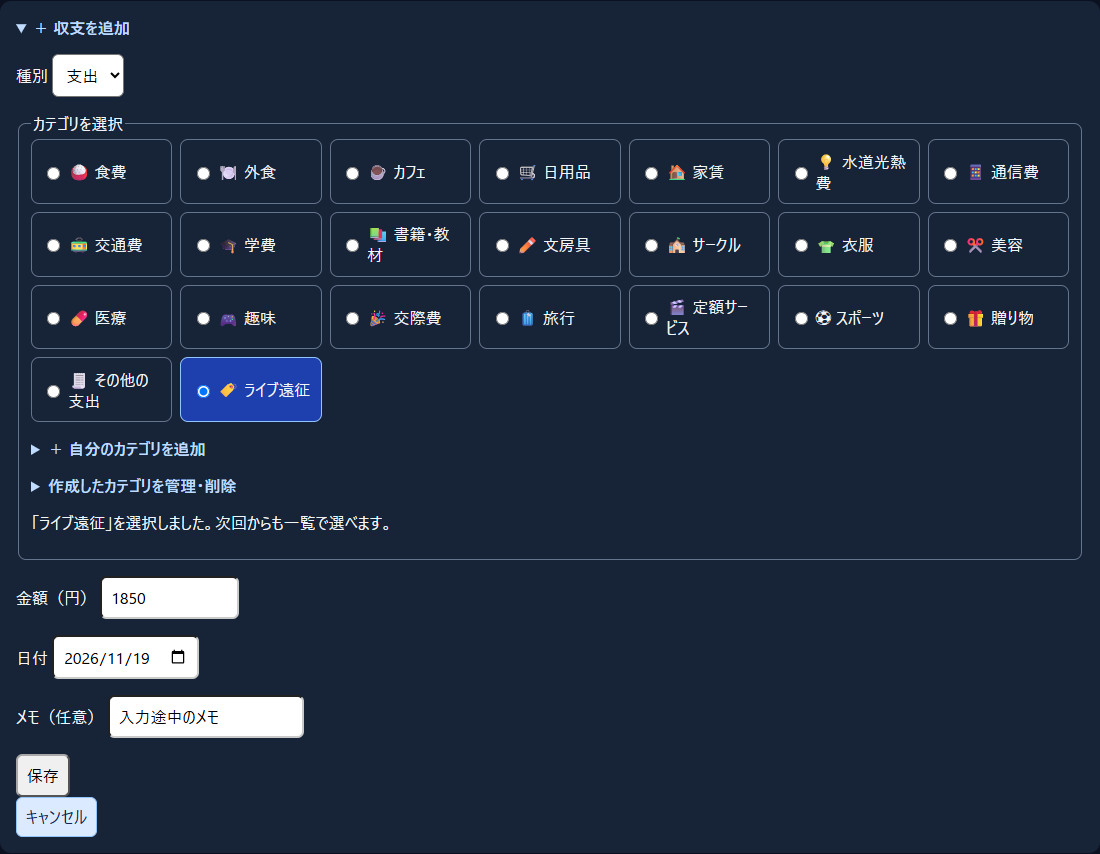 ▼ ＋ 収支を追加
種別 支出
カテゴリを選択
食費 外食 カフェ 日用品 家賃 水道光熱費 通信費
交通費 学費 書籍・教材 文房具 サークル 衣服 美容
医療 趣味 交際費 旅行 定額サービス スポーツ 贈り物
その他の支出 ライブ遠征
▶ ＋ 自分のカテゴリを追加
▶ 作成したカテゴリを管理・削除
「ライブ遠征」を選択しました。次回からも一覧で選べます。
金額（円） 1850
日付 2026/11/19
メモ（任意） 入力途中のメモ
保存
キャンセル